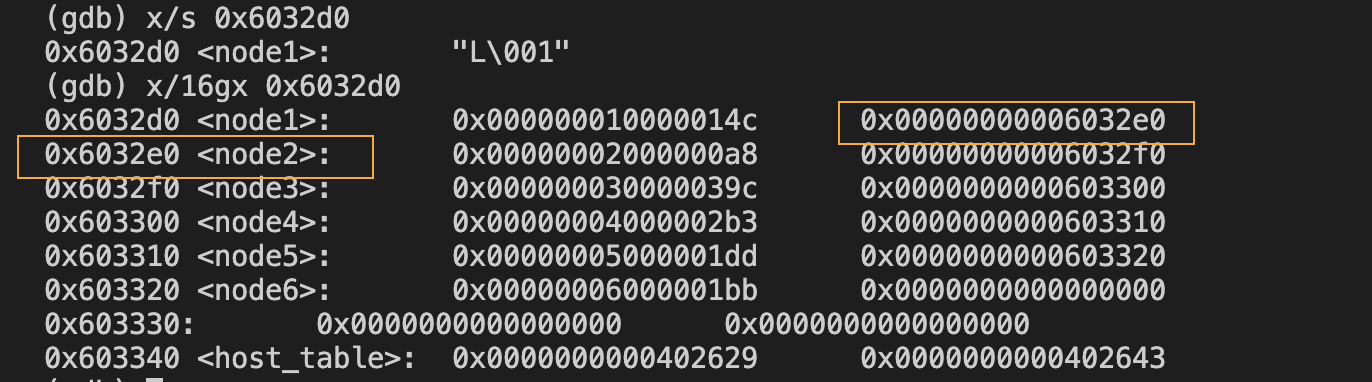 (gdb) x/s 0x6032d0
0x6032d0 <node1>: "L\001"
(gdb) x/16gx 0x6032d0
0x6032d0 <node1>: 0x000000010000014c 0x00000000006032e0
0x6032e0 <node2>: 0x00000002000000a8 0x00000000006032f0
0x6032f0 <node3>: 0x000000030000039c 0x0000000000603300
0x603300 <node4>: 0x00000004000002b3 0x0000000000603310
0x603310 <node5>: 0x00000005000001dd 0x0000000000603320
0x603320 <node6>: 0x00000006000001bb 0x0000000000000000
0x603330: 0x0000000000000000 0x0000000000000000
0x603340 <host_table>: 0x0000000000402629 0x0000000000402643